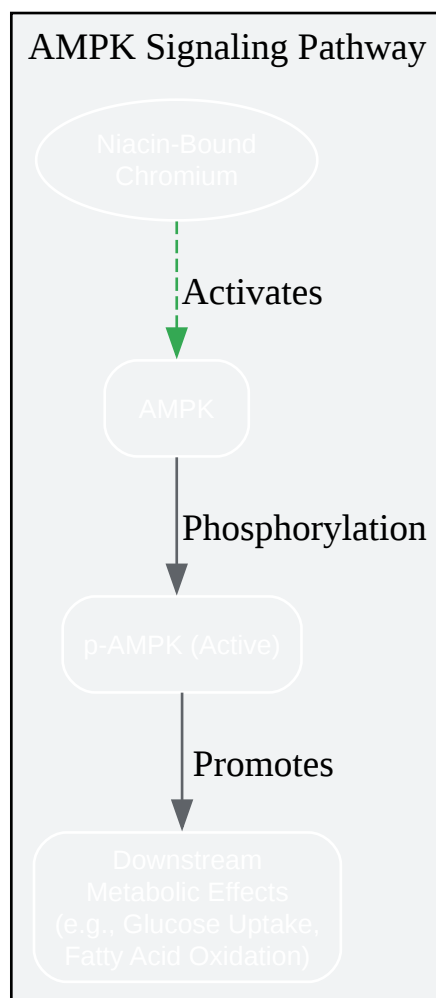 AMPK Signaling Pathway
Niacin-Bound
Chromium
Activates
AMPK
Phosphorylation
p-AMPK (Active)
Promotes
Downstream
Metabolic Effects
(e.g., Glucose Uptake,
Fatty Acid Oxidation)